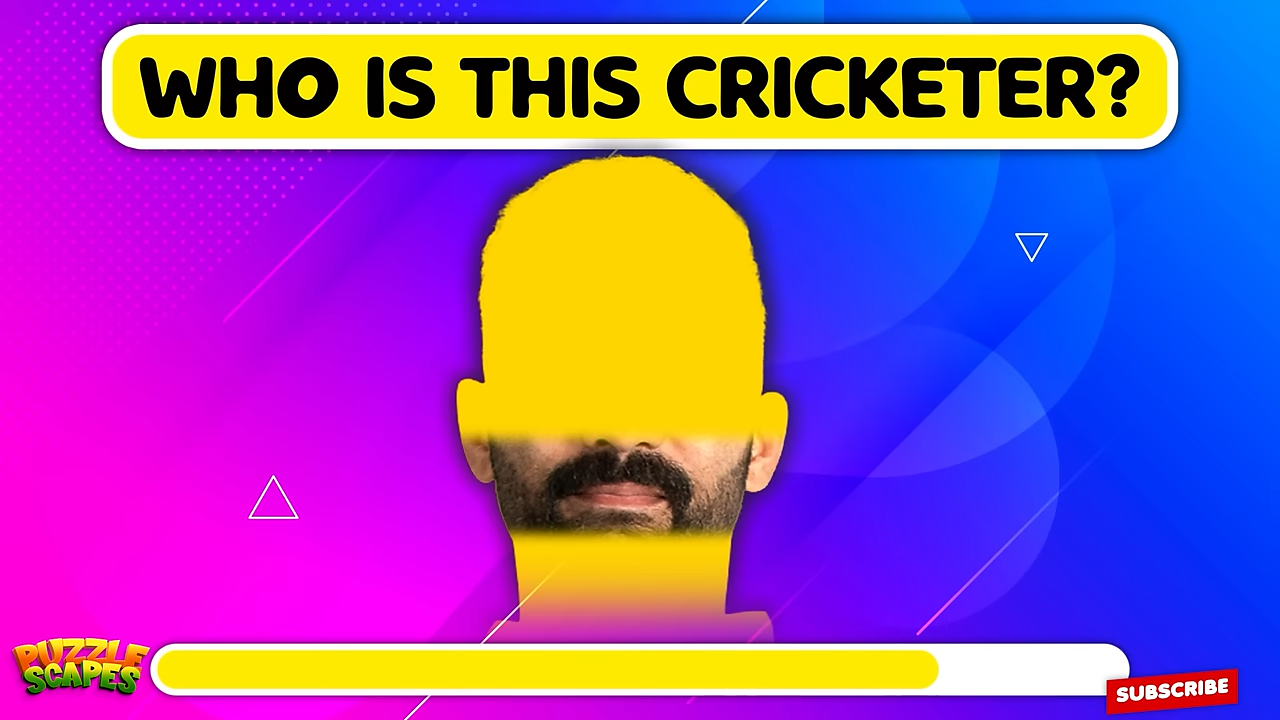 WHO IS THIS CRICKETER?
PUZZLE
SCAPES
SUBSCRIBE